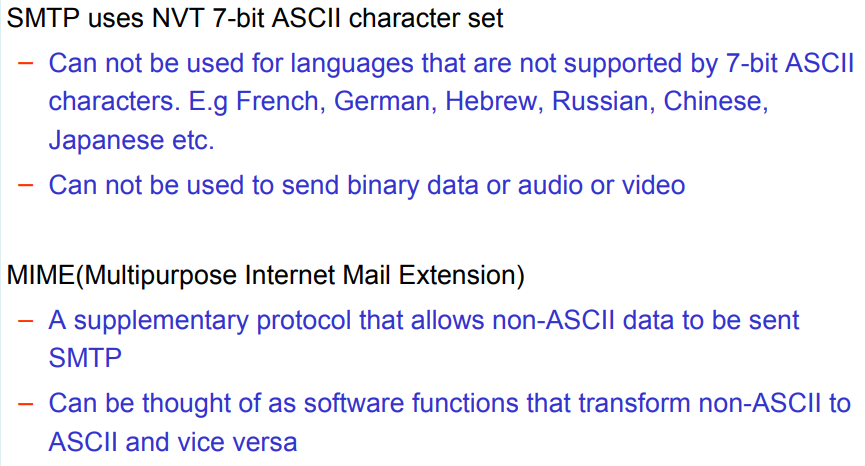 SMTP uses NVT 7-bit ASCII character set
– Can not be used for languages that are not supported by 7-bit ASCII
characters. E.g French, German, Hebrew, Russian, Chinese,
Japanese etc.
– Can not be used to send binary data or audio or video
MIME(Multipurpose Internet Mail Extension)
– A supplementary protocol that allows non-ASCII data to be sent
SMTP
– Can be thought of as software functions that transform non-ASCII to
ASCII and vice versa